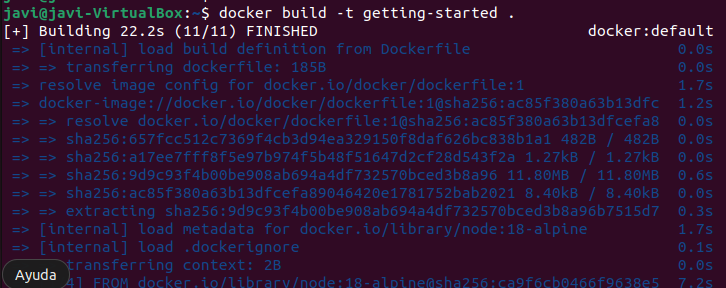 javi@javi-VirtualBox:~$ docker build -t getting-started .
[+] Building 22.2s (11/11) FINISHED docker:default
=> [internal] load build definition from Dockerfile 0.0s
=> => transferring dockerfile: 185B 0.0s
=> resolve image config for docker.io/docker/dockerfile:1 1.7s
=> docker-image://docker.io/docker/dockerfile:1@sha256:ac85f380a63b13dfc 1.2s
=> => resolve docker.io/docker/dockerfile:1@sha256:ac85f380a63b13dfcefa8 0.0s
=> => sha256:657fcc512c7369f4cb3d94ea329150f8daf626bc838b1a1 482B / 482B 0.0s
=> => sha256:a17ee7fff8f5e97b974f5b48f51647d2cf28d543f2a 1.27kB / 1.27kB 0.0s
=> => sha256:9d9c93f4b00be908ab694a4df732570bced3b8a96 11.80MB / 11.80MB 0.6s
=> => sha256:ac85f380a63b13dfcefa89046420e1781752bab2021 8.40kB / 8.40kB 0.0s
=> => extracting sha256:9d9c93f4b00be908ab694a4df732570bced3b8a96b7515d7 0.3s
=> [internal] load metadata for docker.io/library/node:18-alpine 1.7s
=> [internal] load .dockerignore 0.1s
transferring context: 2B 0.0s
Ayuda
4] FROM docker.io/library/node:18-alpine@sha256:ca9f6cb0466f9638e5 7.2s